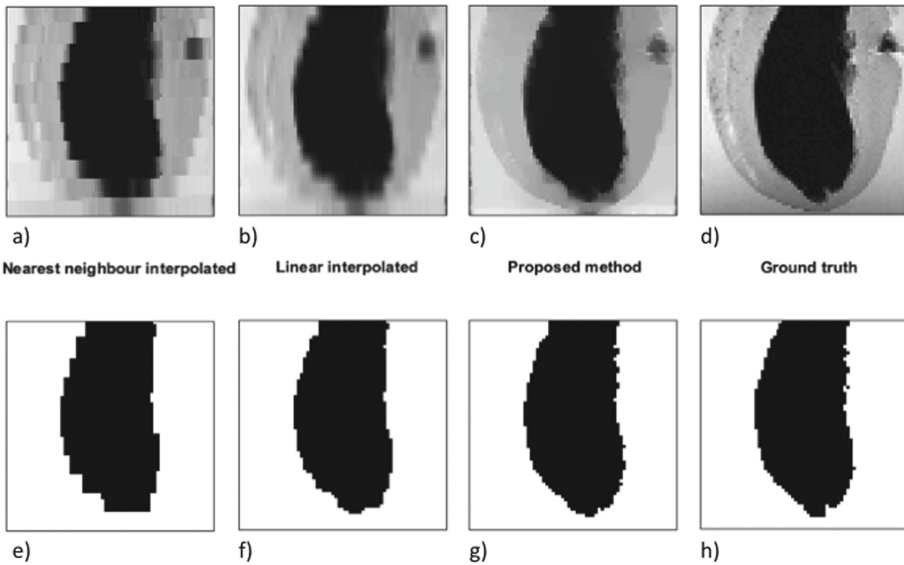 a) b) c) d)
Nearest neighbour interpolated Linear interpolated Proposed method Ground truth
e) f) g) h)